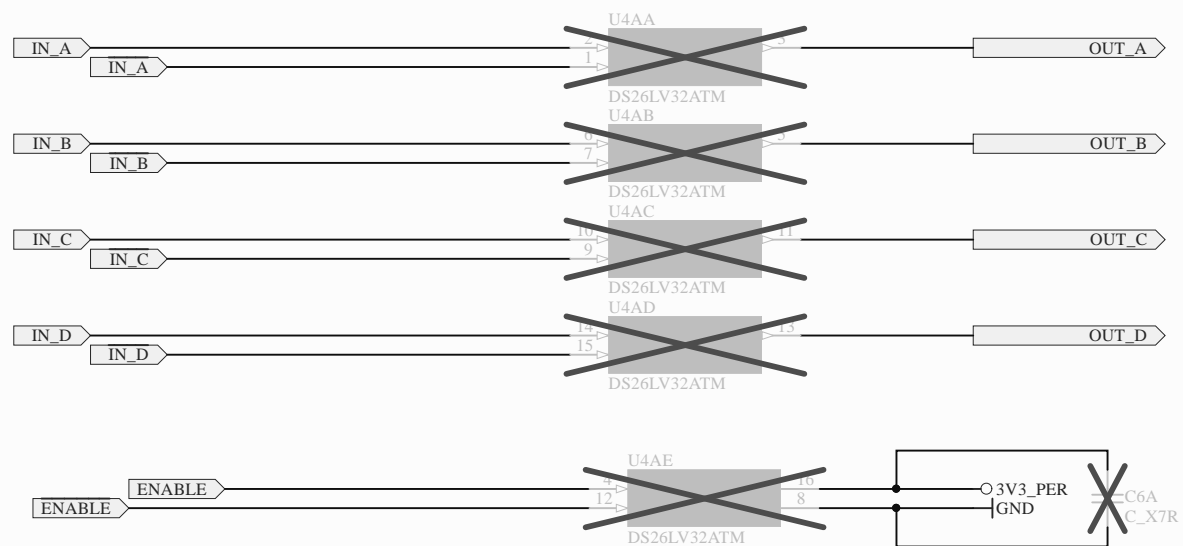 U4AA
IN_A 2 3 OUT_A
IN_A 1
DS26LV32ATM
U4AB
IN_B 6 5 OUT_B
IN_B 7
DS26LV32ATM
U4AC
IN_C 10 11 OUT_C
IN_C 9
DS26LV32ATM
U4AD
IN_D 14 13 OUT_D
IN_D 15
DS26LV32ATM
U4AE
ENABLE 4 16 3V3_PER C6A
ENABLE 12 8 GND C_X7R
DS26LV32ATM